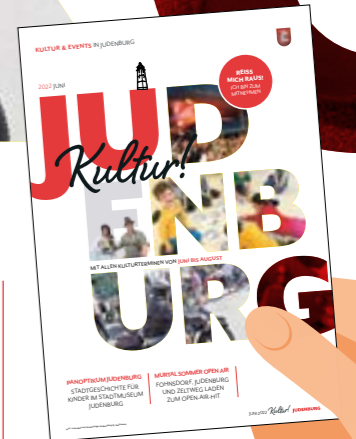 KULTUR & EVENTS IN JUDENBURG
2022 JUNI
REISS
MICH RAUS!
ICH BIN ZUM
MITNEHMEN
JUD
Kultur!
ENB
MIT ALLEN KULTURTERMINEN VON JUNI BIS AUGUST
URG
PANOPTIKUM JUDENBURG
STADTGESCHICHTE FÜR
KINDER IM STADTMUSEUM
JUDENBURG
MURTAL SOMMER OPEN AIR
FOHNSDORF, JUDENBURG
UND ZELTWEG LADEN
ZUM OPEN-AIR-HIT
JUNI 2022 Kultur! JUDENBURG